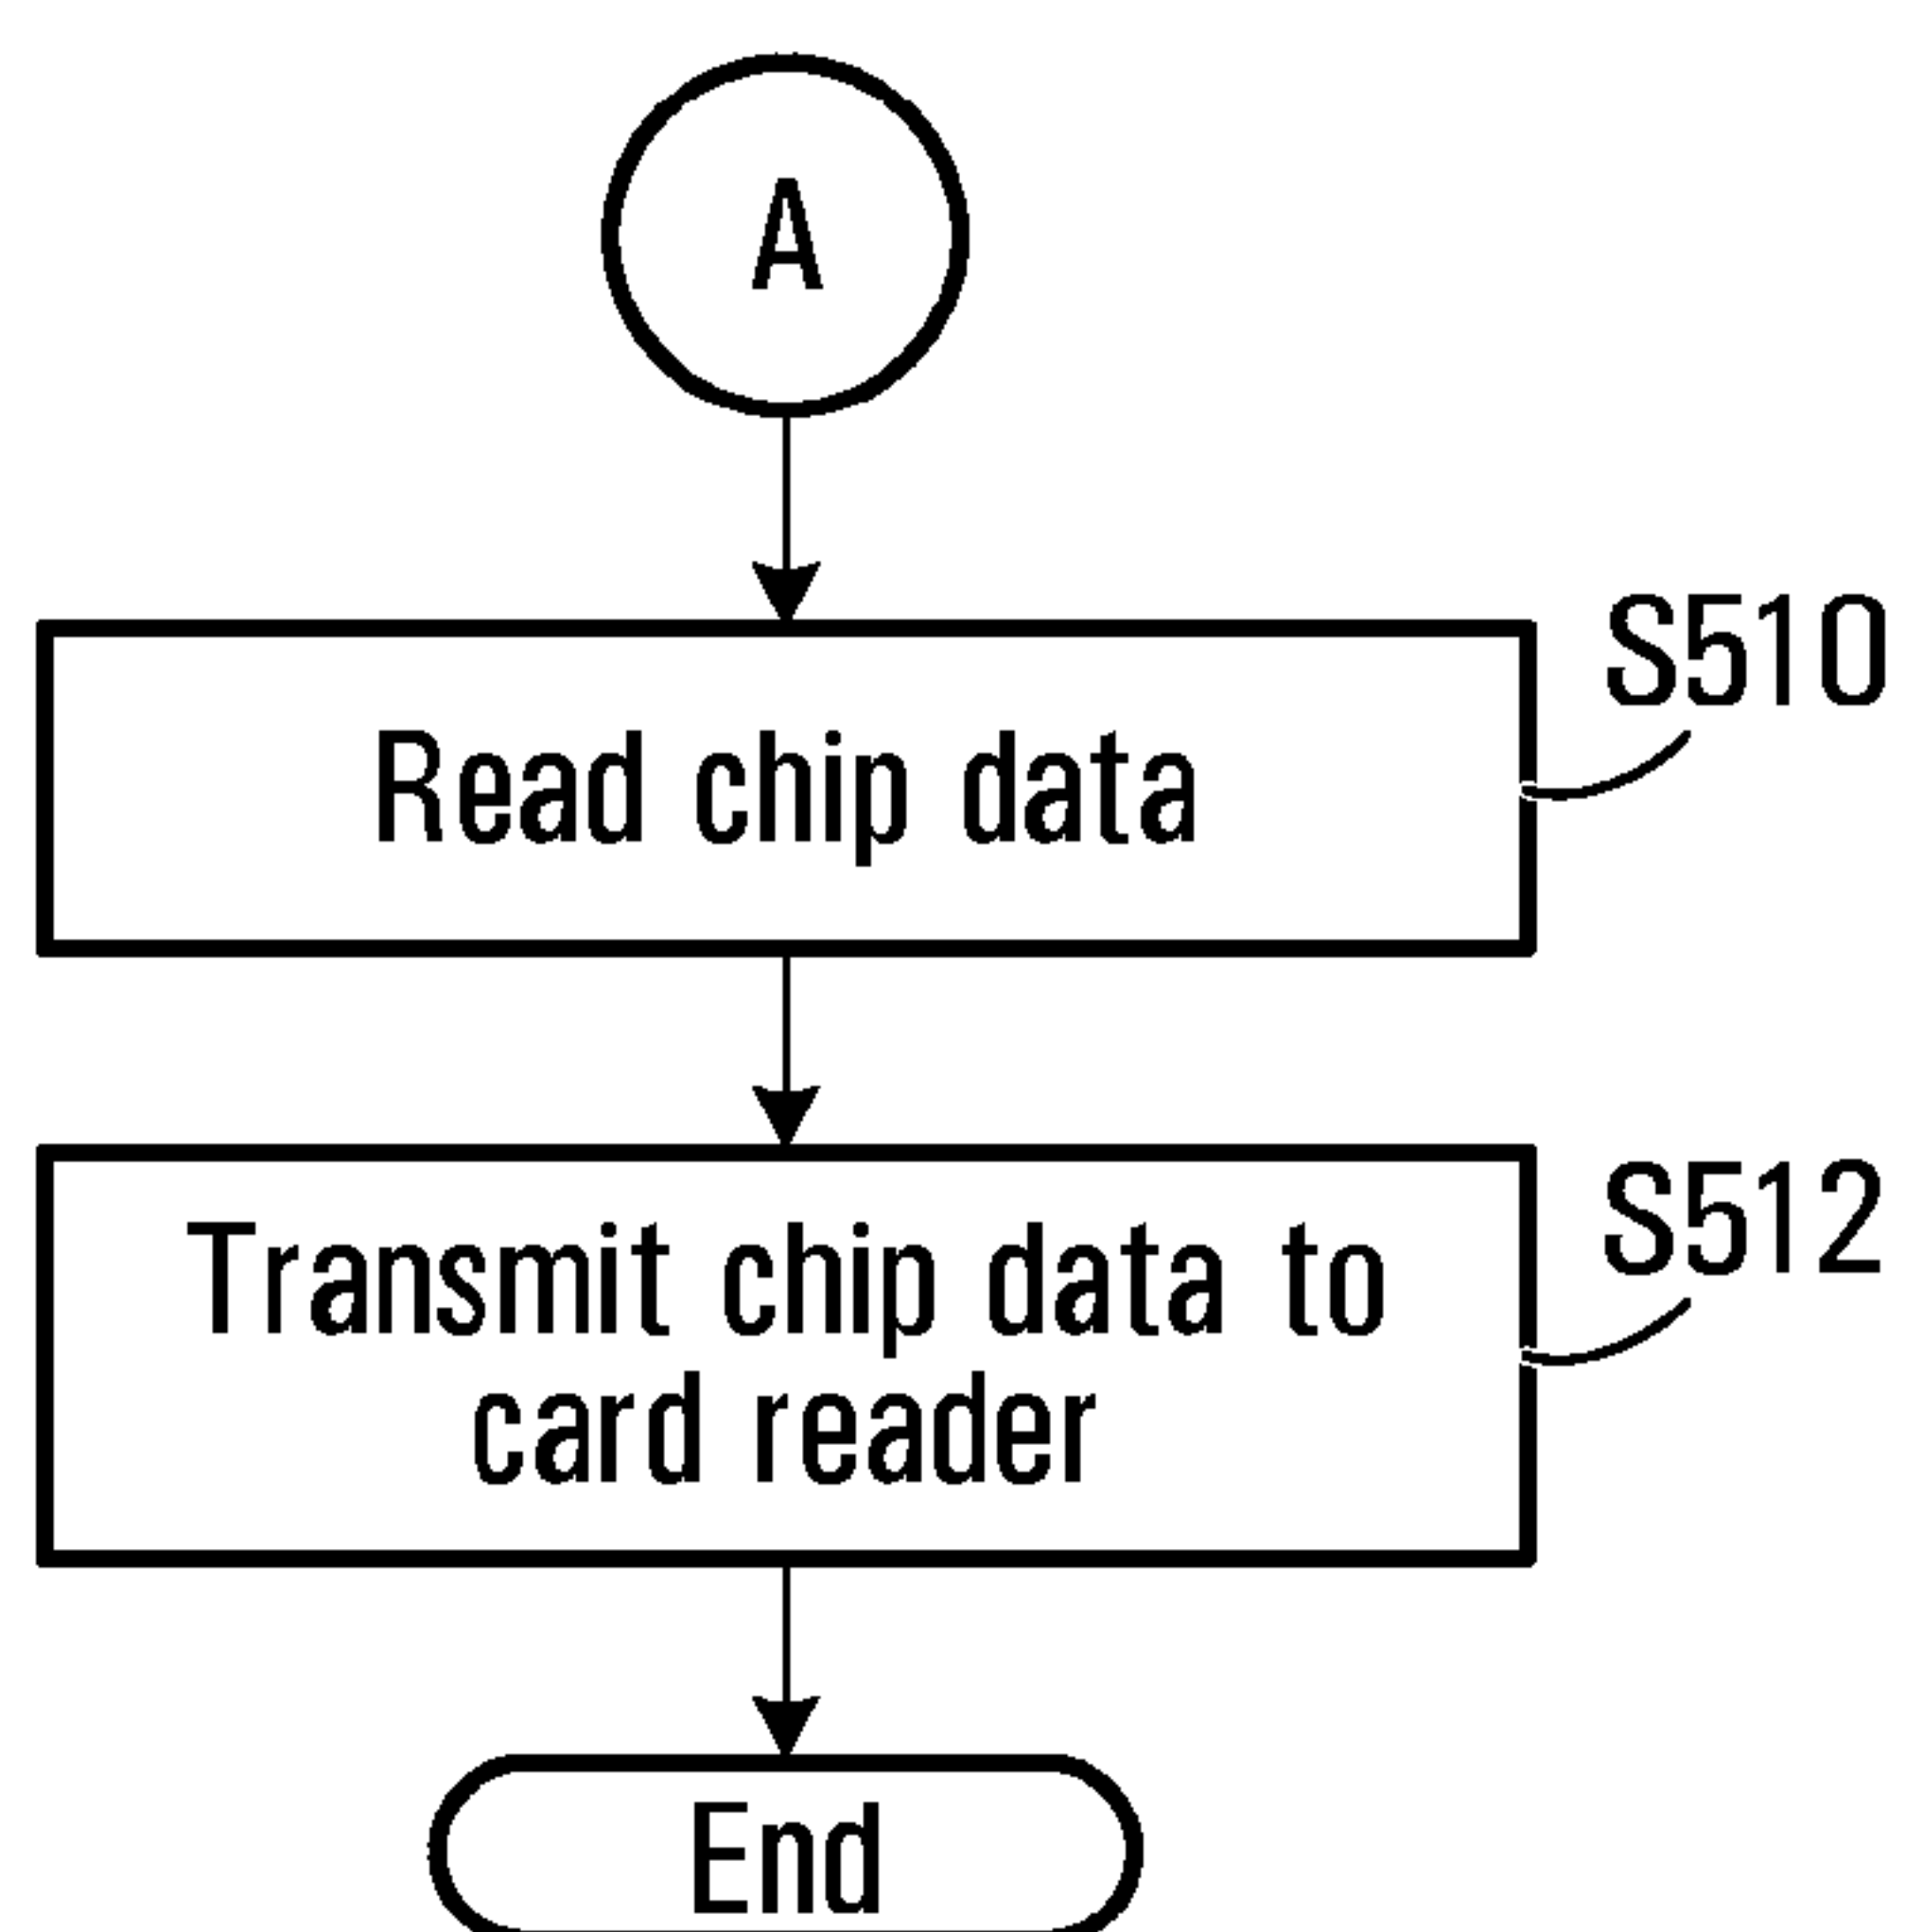 A
S510
Read chip data
S512
Transmit chip data to
card reader
End